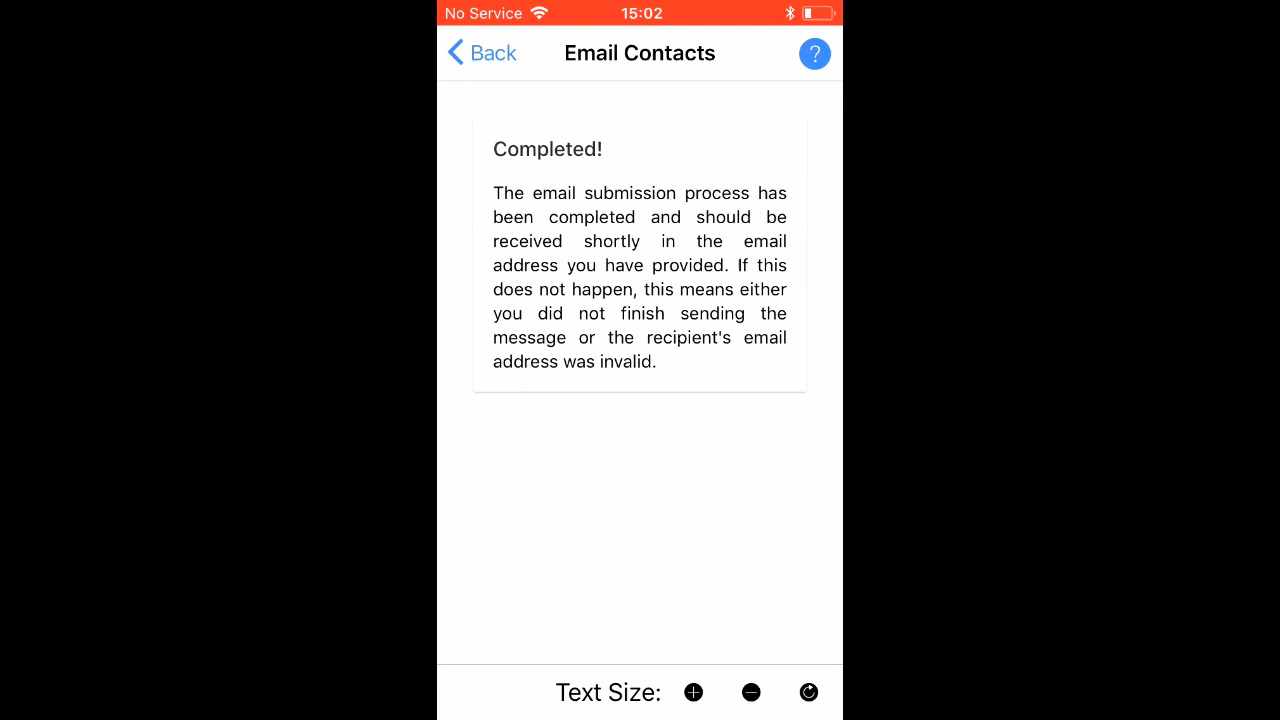 No Service 15:02
Back Email Contacts ?
Completed!
The email submission process has
been completed and should be
received shortly in the email
address you have provided. If this
does not happen, this means either
you did not finish sending the
message or the recipient's email
address was invalid.
Text Size: